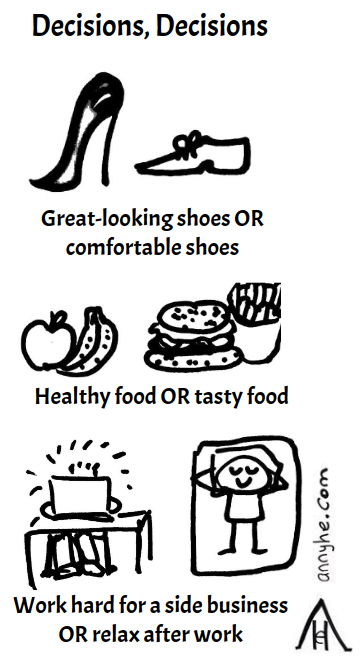 Decisions, Decisions
Great-looking shoes OR
comfortable shoes
Healthy food OR tasty food
Work hard for a side business
OR relax after work
annyhe.com